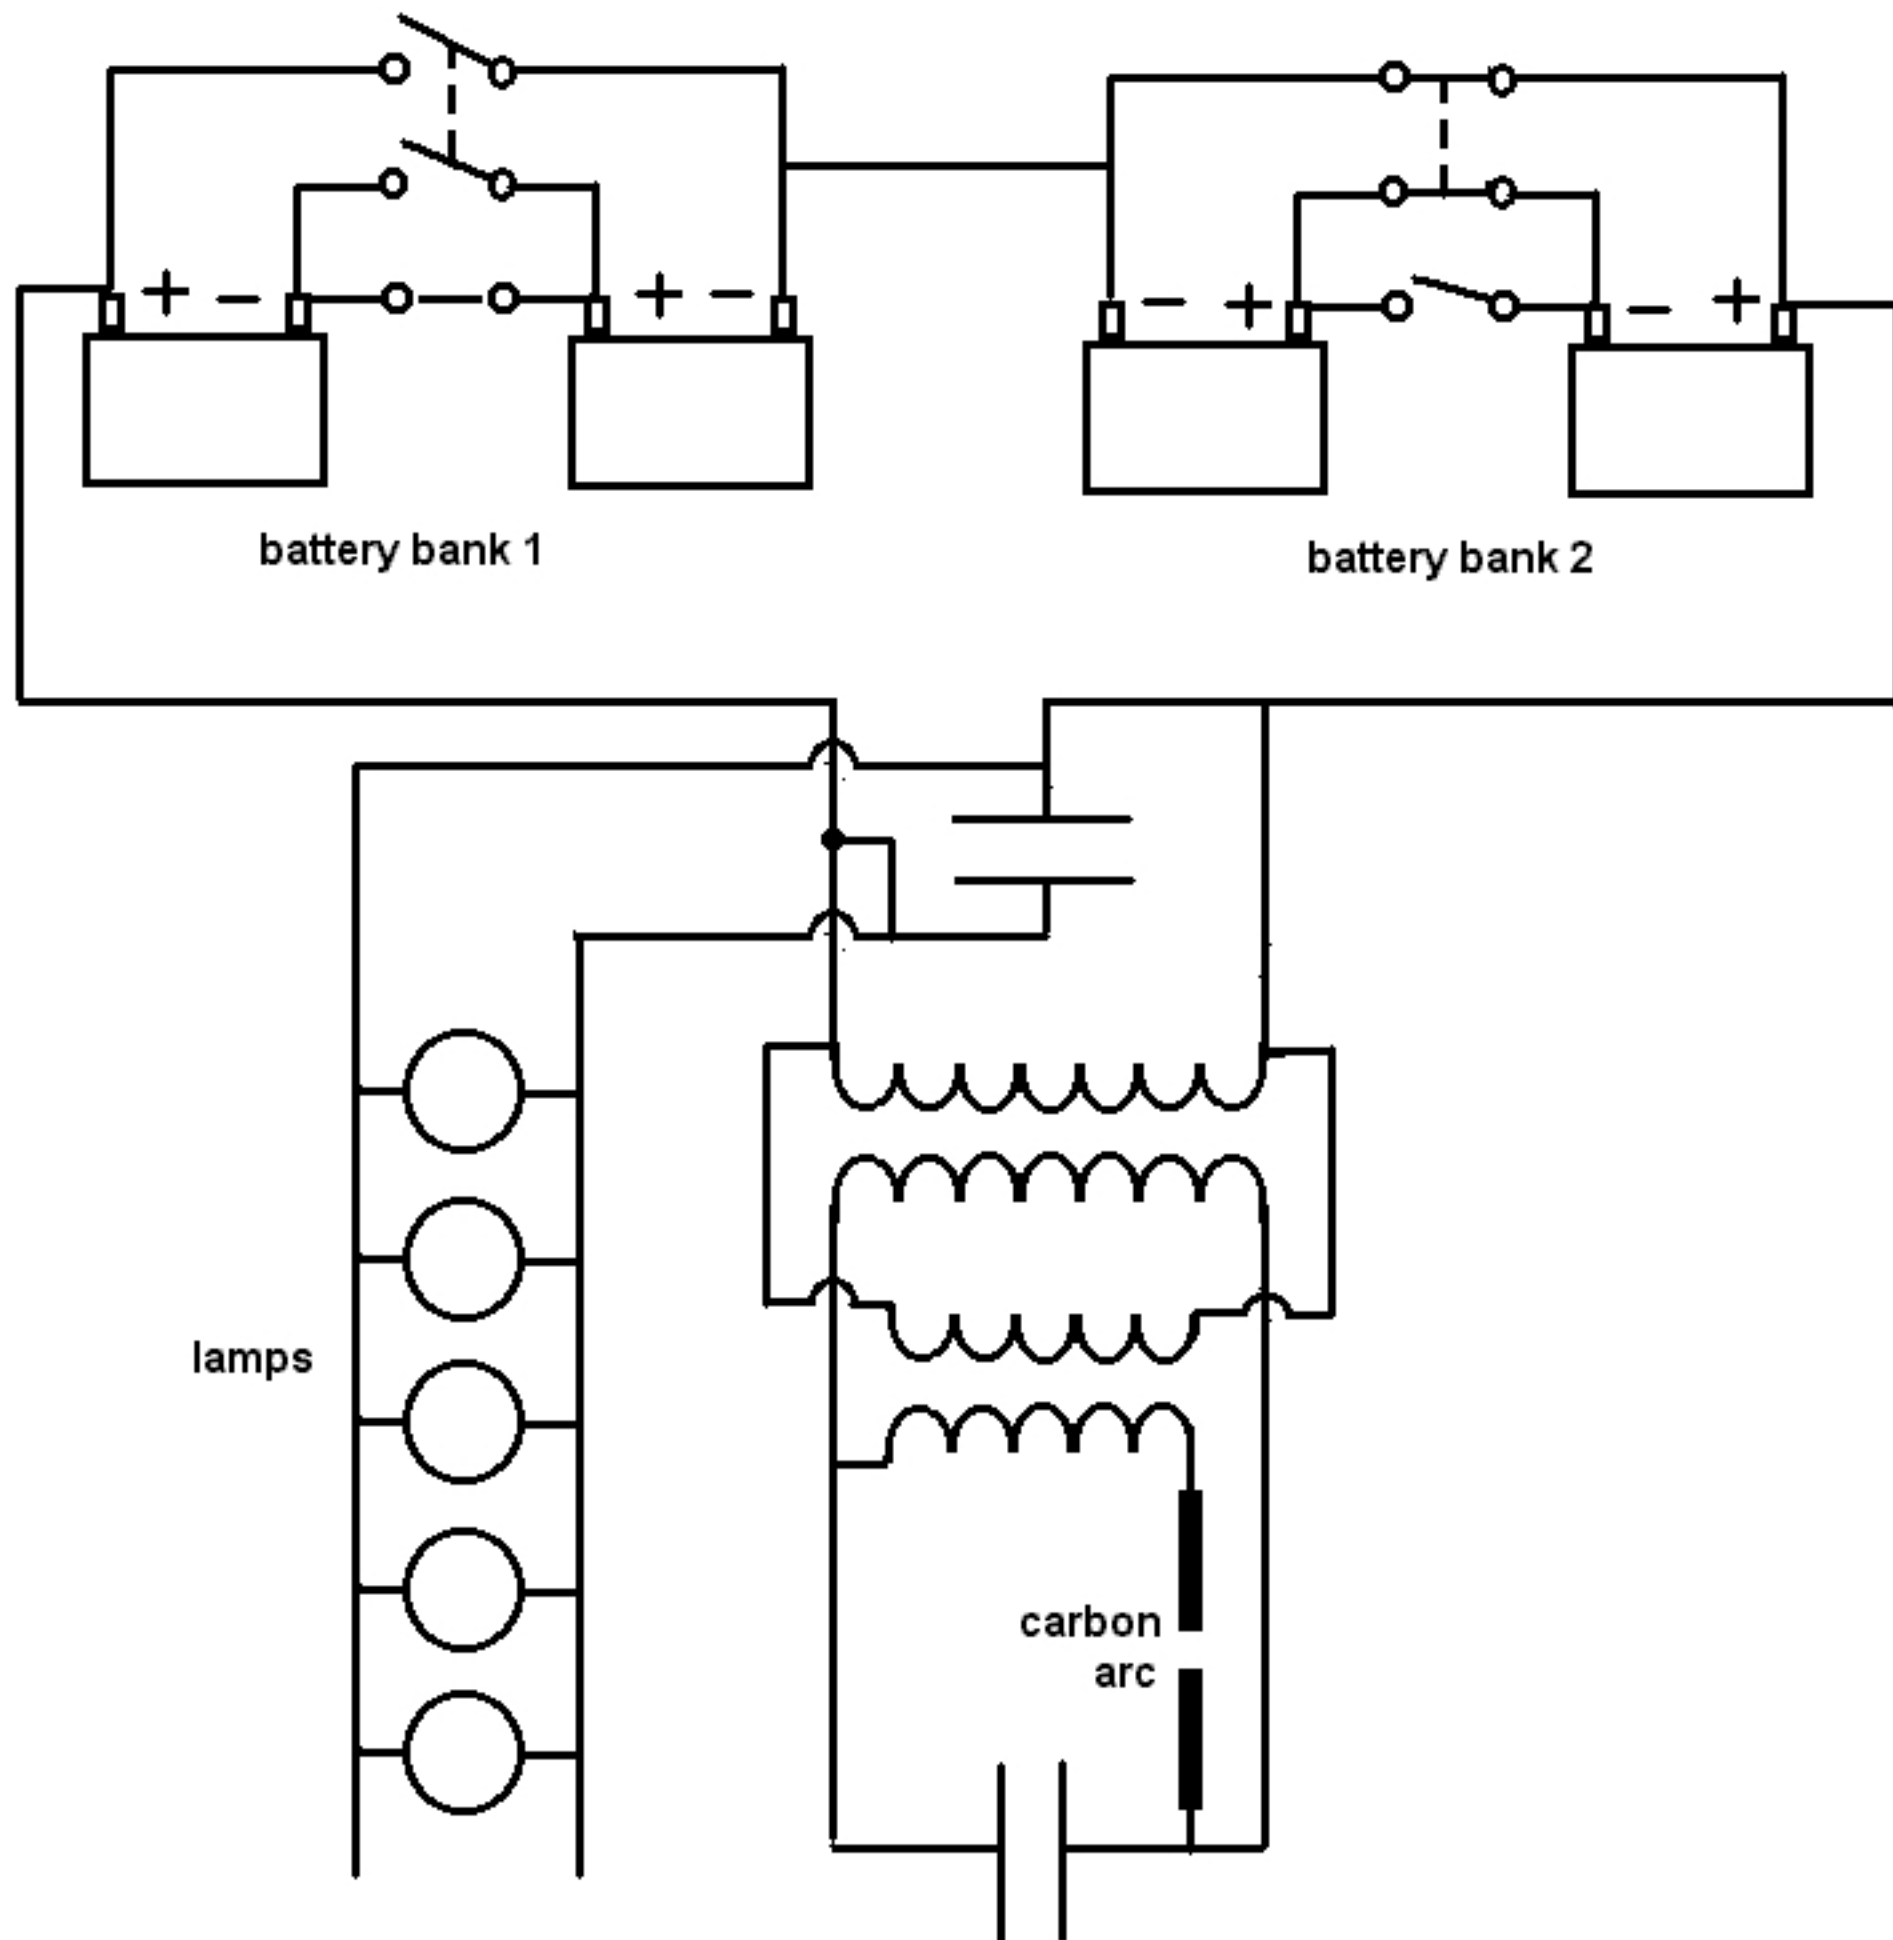 + − + − − + − +
battery bank 1
battery bank 2
lamps
carbon
arc